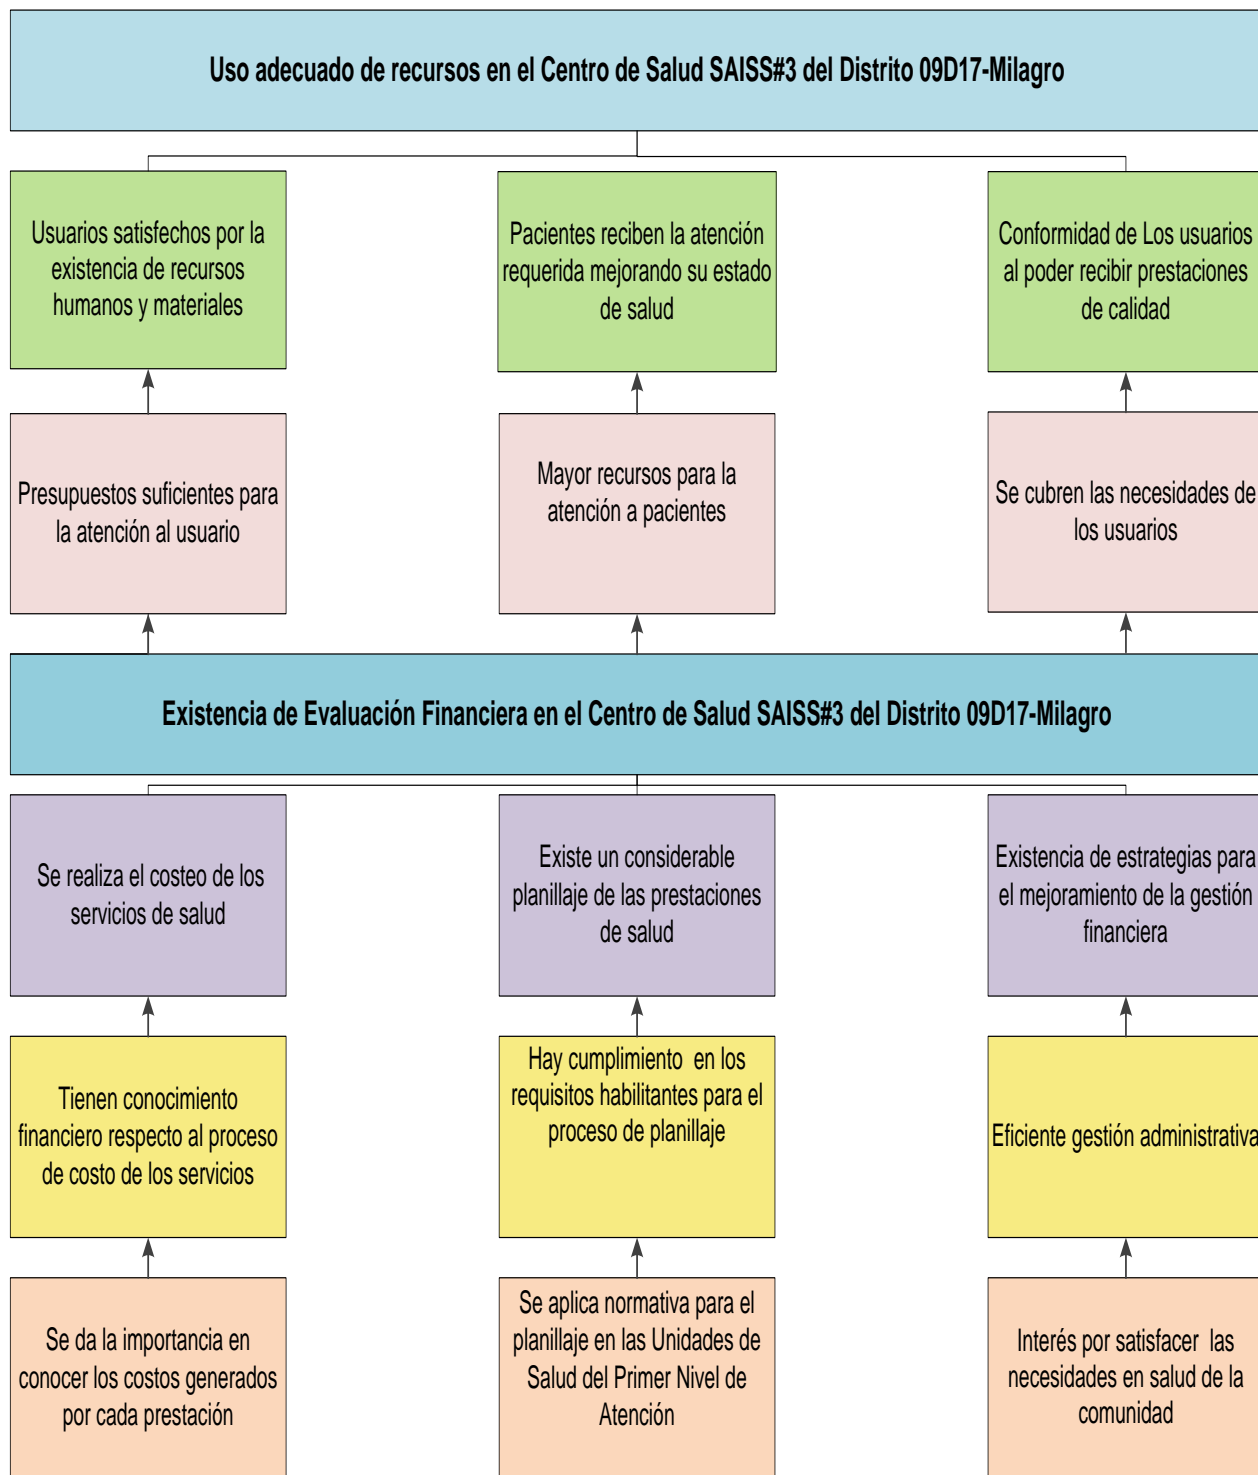 Uso adecuado de recursos en el Centro de Salud SAISS#3 del Distrito 09D17-Milagro
Usuarios satisfechos por la
existencia de recursos
humanos y materiales
Pacientes reciben la atención
requerida mejorando su estado
de salud
Conformidad de Los usuarios
al poder recibir prestaciones
de calidad
Presupuestos suficientes para
la atención al usuario
Mayor recursos para la
atención a pacientes
Se cubren las necesidades de
los usuarios
Existencia de Evaluación Financiera en el Centro de Salud SAISS#3 del Distrito 09D17-Milagro
Se realiza el costeo de los
servicios de salud
Existe un considerable
planillaje de las prestaciones
de salud
Existencia de estrategias para
el mejoramiento de la gestión
financiera
Tienen conocimiento
financiero respecto al proceso
de costo de los servicios
Hay cumplimiento en los
requisitos habilitantes para el
proceso de planillaje
Eficiente gestión administrativa
Se da la importancia en
conocer los costos generados
por cada prestación
Se aplica normativa para el
planillaje en las Unidades de
Salud del Primer Nivel de
Atención
Interés por satisfacer las
necesidades en salud de la
comunidad